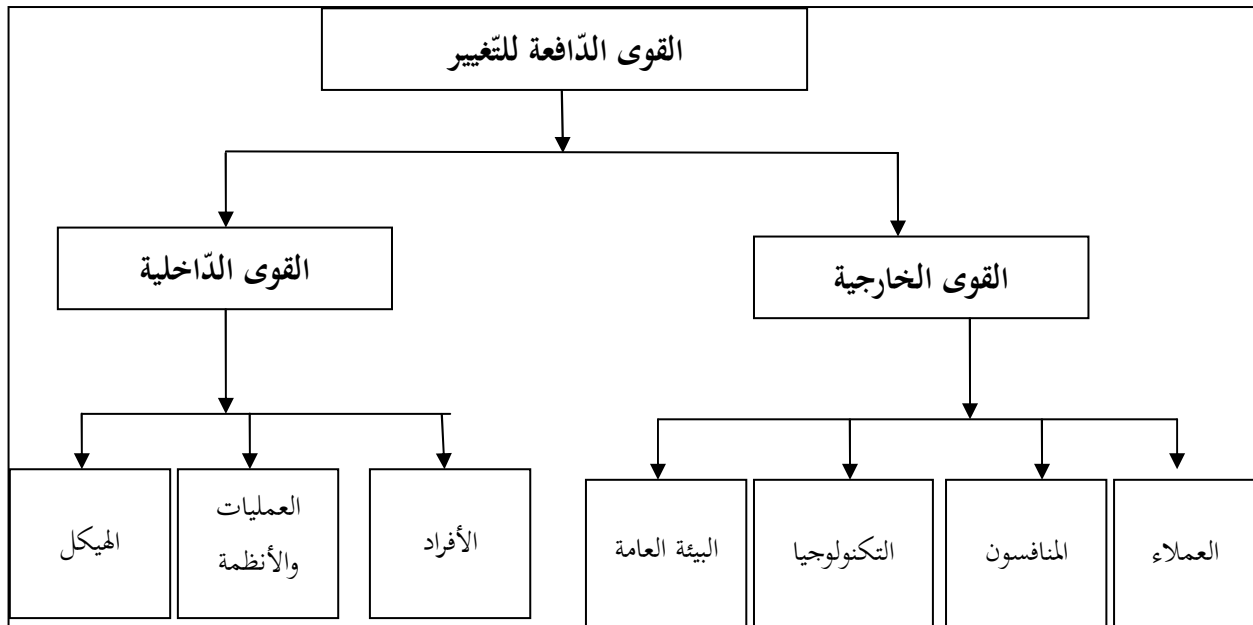 القوى الدّافعة للتّغيير
القوى الخارجية
القوى الدّاخلية
العملاء
المنافسون
التكنولوجيا
البيئة العامة
الأفراد
العمليات
والأنظمة
الهيكل